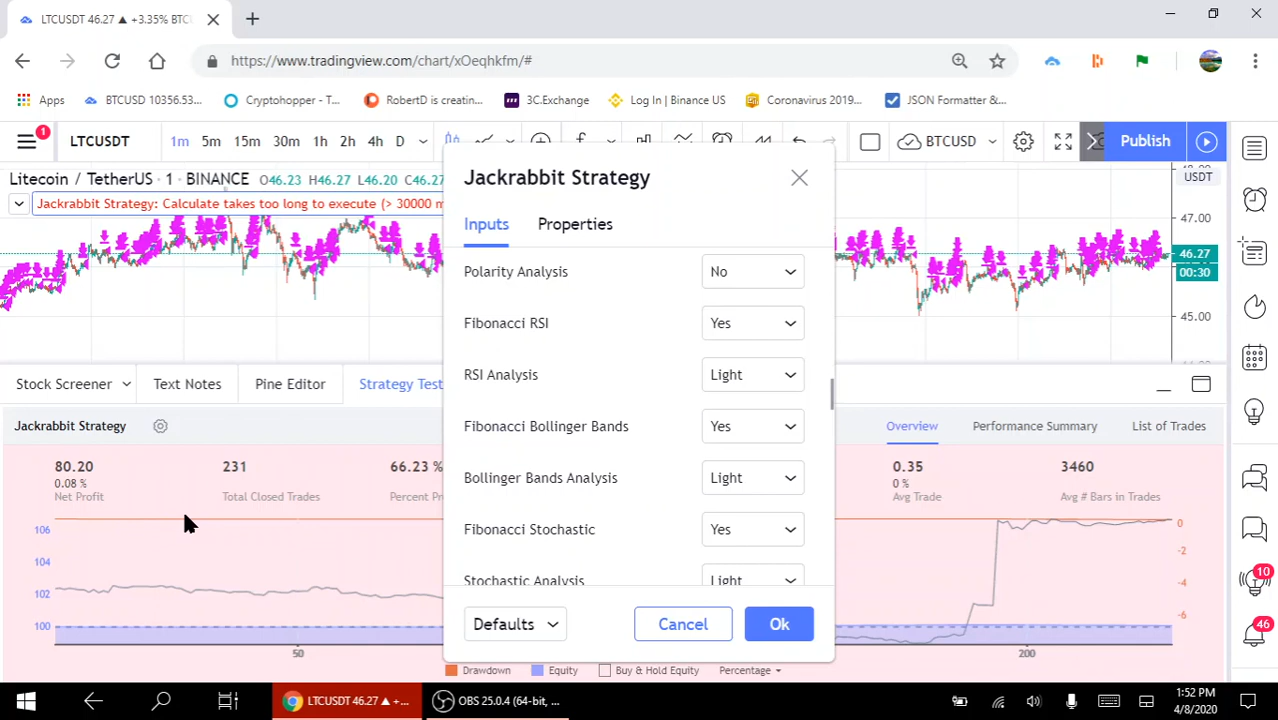 LTCUSDT 46.27 ▲ +3.35% BTC
https://www.tradingview.com/chart/xOeqhkfm/#
Apps
BTCUSD 10356.53...
Cryptohopper - T...
RobertD is creatin...
3C.Exchange
Log In | Binance US
Coronavirus 2019...
JSON Formatter &...
1
LTCUSDT
1m 5m 15m 30m 1h 2h 4h D
BTCUSD
Publish
Litecoin / TetherUS · 1 · BINANCE O46.23 H46.27 L46.20 C46.27
USDT
Jackrabbit Strategy: Calculate takes too long to execute (> 30000 m
47.00
46.27
00:30
45.00
Jackrabbit Strategy
Inputs
Properties
Polarity Analysis No
Fibonacci RSI Yes
RSI Analysis Light
Fibonacci Bollinger Bands Yes
Bollinger Bands Analysis Light
Fibonacci Stochastic Yes
Stochastic Analysis Light
Defaults
Cancel
Ok
Stock Screener
Text Notes
Pine Editor
Strategy Test
Jackrabbit Strategy
Overview
Performance Summary
List of Trades
80.20
0.08 %
Net Profit
231
Total Closed Trades
66.23 %
Percent Pr
0.35
0 %
Avg Trade
3460
Avg # Bars in Trades
106
104
102
100
0
-2
-4
-6
50
200
Drawdown
Equity
Buy & Hold Equity
Percentage
10
46
LTCUSDT 46.27 ▲ +...
OBS 25.0.4 (64-bit, ...
1:52 PM
4/8/2020